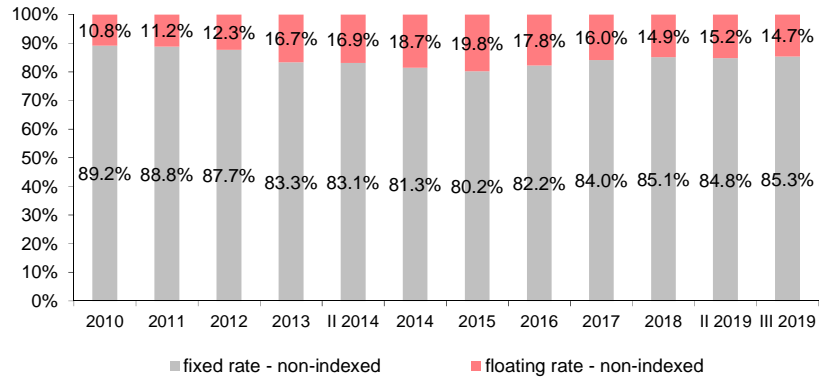 100%
90%
80%
70%
60%
50%
40%
30%
20%
10%
0%
10.8% 11.2% 12.3% 16.7% 16.9% 18.7% 19.8% 17.8% 16.0% 14.9% 15.2% 14.7%
89.2% 88.8% 87.7% 83.3% 83.1% 81.3% 80.2% 82.2% 84.0% 85.1% 84.8% 85.3%
2010 2011 2012 2013 II 2014 2014 2015 2016 2017 2018 II 2019 III 2019
fixed rate - non-indexed floating rate - non-indexed